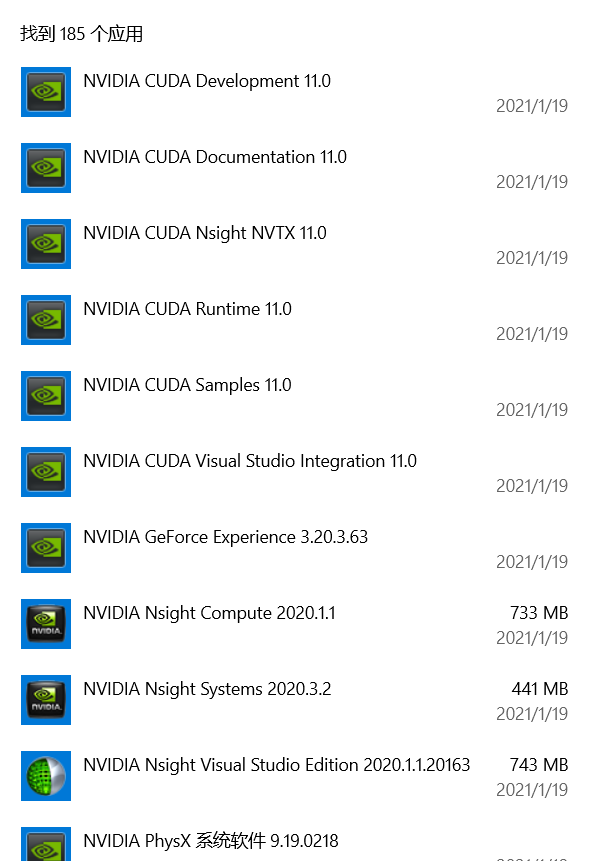 找到 185 个应用
NVIDIA CUDA Development 11.0
2021/1/19
NVIDIA CUDA Documentation 11.0
2021/1/19
NVIDIA CUDA Nsight NVTX 11.0
2021/1/19
NVIDIA CUDA Runtime 11.0
2021/1/19
NVIDIA CUDA Samples 11.0
2021/1/19
NVIDIA CUDA Visual Studio Integration 11.0
2021/1/19
NVIDIA GeForce Experience 3.20.3.63
2021/1/19
NVIDIA.
NVIDIA Nsight Compute 2020.1.1 733 MB
2021/1/19
NVIDIA.
NVIDIA Nsight Systems 2020.3.2 441 MB
2021/1/19
NVIDIA Nsight Visual Studio Edition 2020.1.1.20163 743 MB
2021/1/19
NVIDIA PhysX 系统软件 9.19.0218